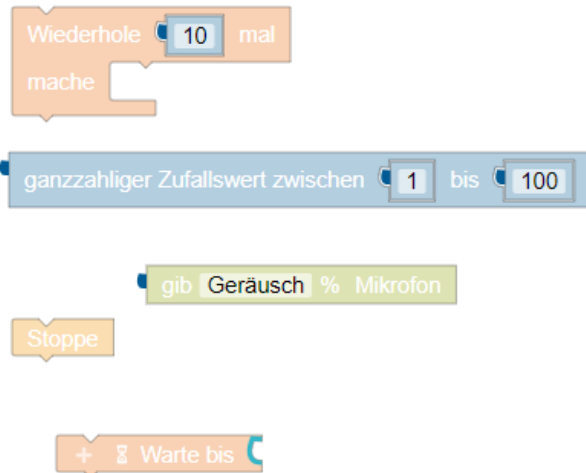 Wiederhole 10 mal
mache
ganzzahliger Zufallswert zwischen 1 bis 100
gib Geräusch % Mikrofon
Stoppe
+ Warte bis